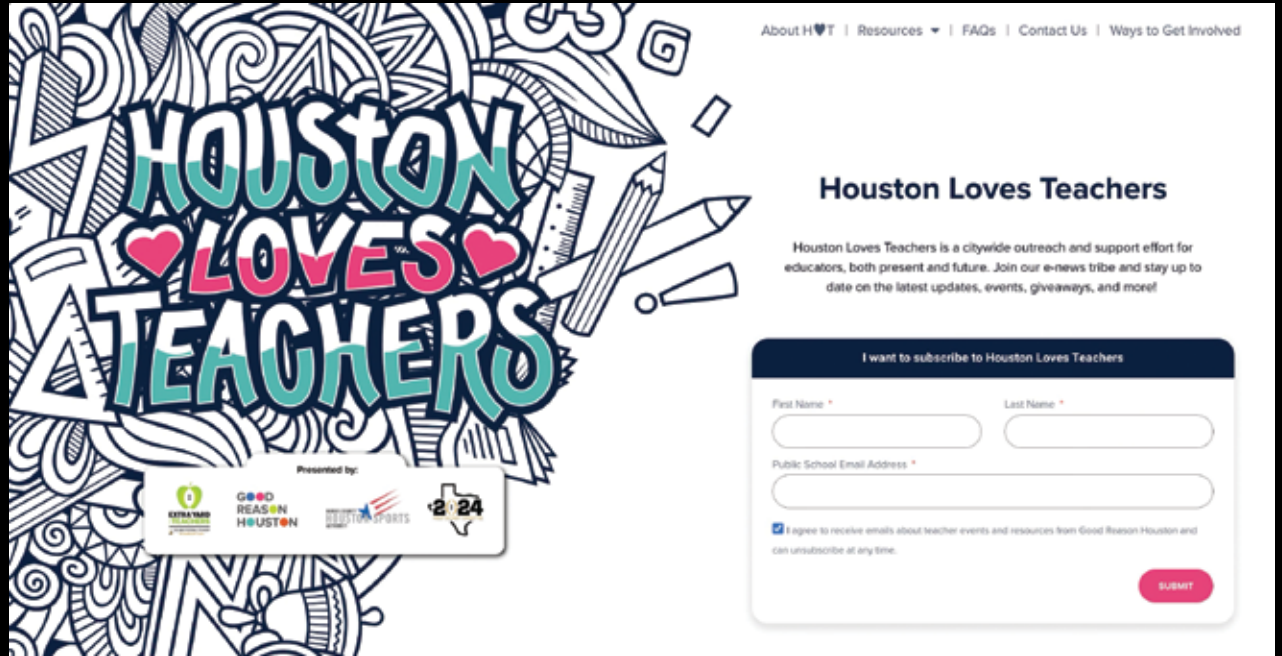 About H♥T | Resources | FAQs | Contact Us | Ways to Get Involved
HOUSTON
LOVES
TEACHERS
Presented by:
EXTRA YARD
TEACHERS
GOOD
REASON
HOUSTON
HOUSTON SPORTS
AUTHORITY
2024
Houston Loves Teachers
Houston Loves Teachers is a citywide outreach and support effort for
educators, both present and future. Join our e-news tribe and stay up to
date on the latest updates, events, giveaways, and more!
I want to subscribe to Houston Loves Teachers
First Name *
Last Name *
Public School Email Address *
I agree to receive emails about teacher events and resources from Good Reason Houston and
can unsubscribe at any time.
SUBMIT